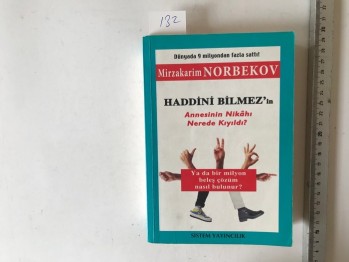 132
Dünyada 9 milyondan fazla sattı!
Mirzakarim NORBEKOV
HADDİNİ BİLMEZ'in
Annesinin Nikâhı
Nerede Kıyıldı?
Ya da bir milyon
beleş çözüm
nasıl bulunur?
SİSTEM YAYINCILIK